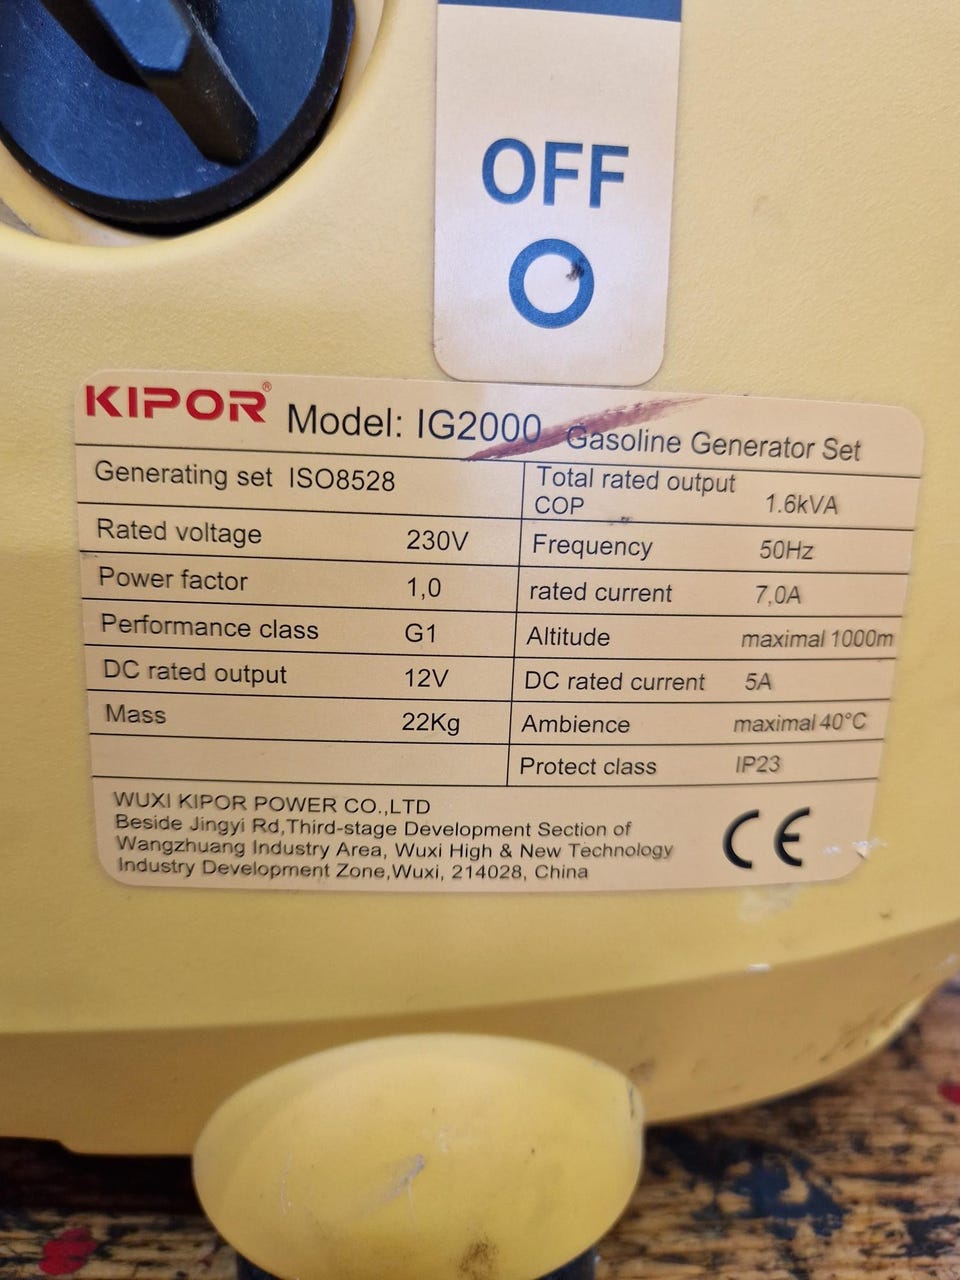 OFF
KIPOR® Model: IG2000 Gasoline Generator Set
Generating set ISO8528
Total rated output
COP 1.6kVA
Rated voltage 230V
Frequency 50Hz
Power factor 1,0
rated current 7,0A
Performance class G1
Altitude maximal 1000m
DC rated output 12V
DC rated current 5A
Mass 22Kg
Ambience maximal 40°C
Protect class IP23
WUXI KIPOR POWER CO.,LTD
Beside Jingyi Rd,Third-stage Development Section of
Wangzhuang Industry Area, Wuxi High & New Technology
Industry Development Zone,Wuxi, 214028, China
CE